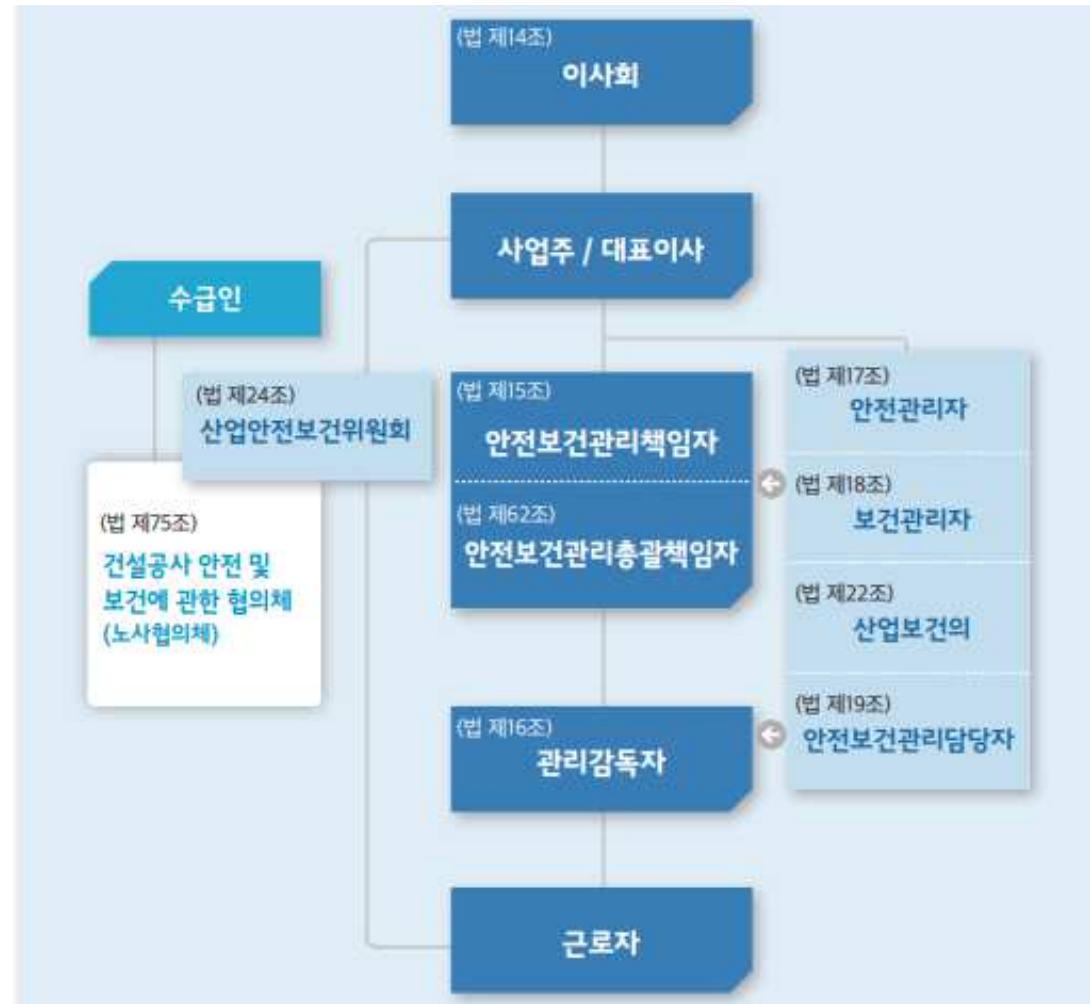 (법 제14조)
이사회
사업주 / 대표이사
수급인
(법 제24조)
산업안전보건위원회
(법 제75조)
건설공사 안전 및
보건에 관한 협의체
(노사협의체)
(법 제15조)
안전보건관리책임자
(법 제62조)
안전보건관리총괄책임자
(법 제17조)
안전관리자
(법 제18조)
보건관리자
(법 제22조)
산업보건의
(법 제19조)
안전보건관리담당자
(법 제16조)
관리감독자
근로자